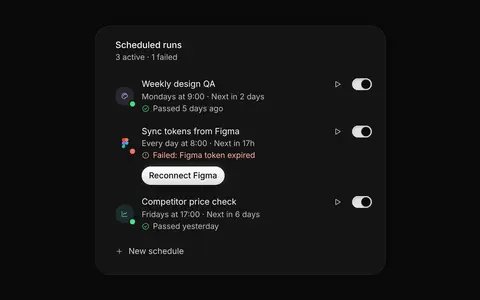 Scheduled runs
3 active · 1 failed
Weekly design QA
Mondays at 9:00 · Next in 2 days
Passed 5 days ago
Sync tokens from Figma
Every day at 8:00 · Next in 17h
Failed: Figma token expired
Reconnect Figma
Competitor price check
Fridays at 17:00 · Next in 6 days
Passed yesterday
+ New schedule